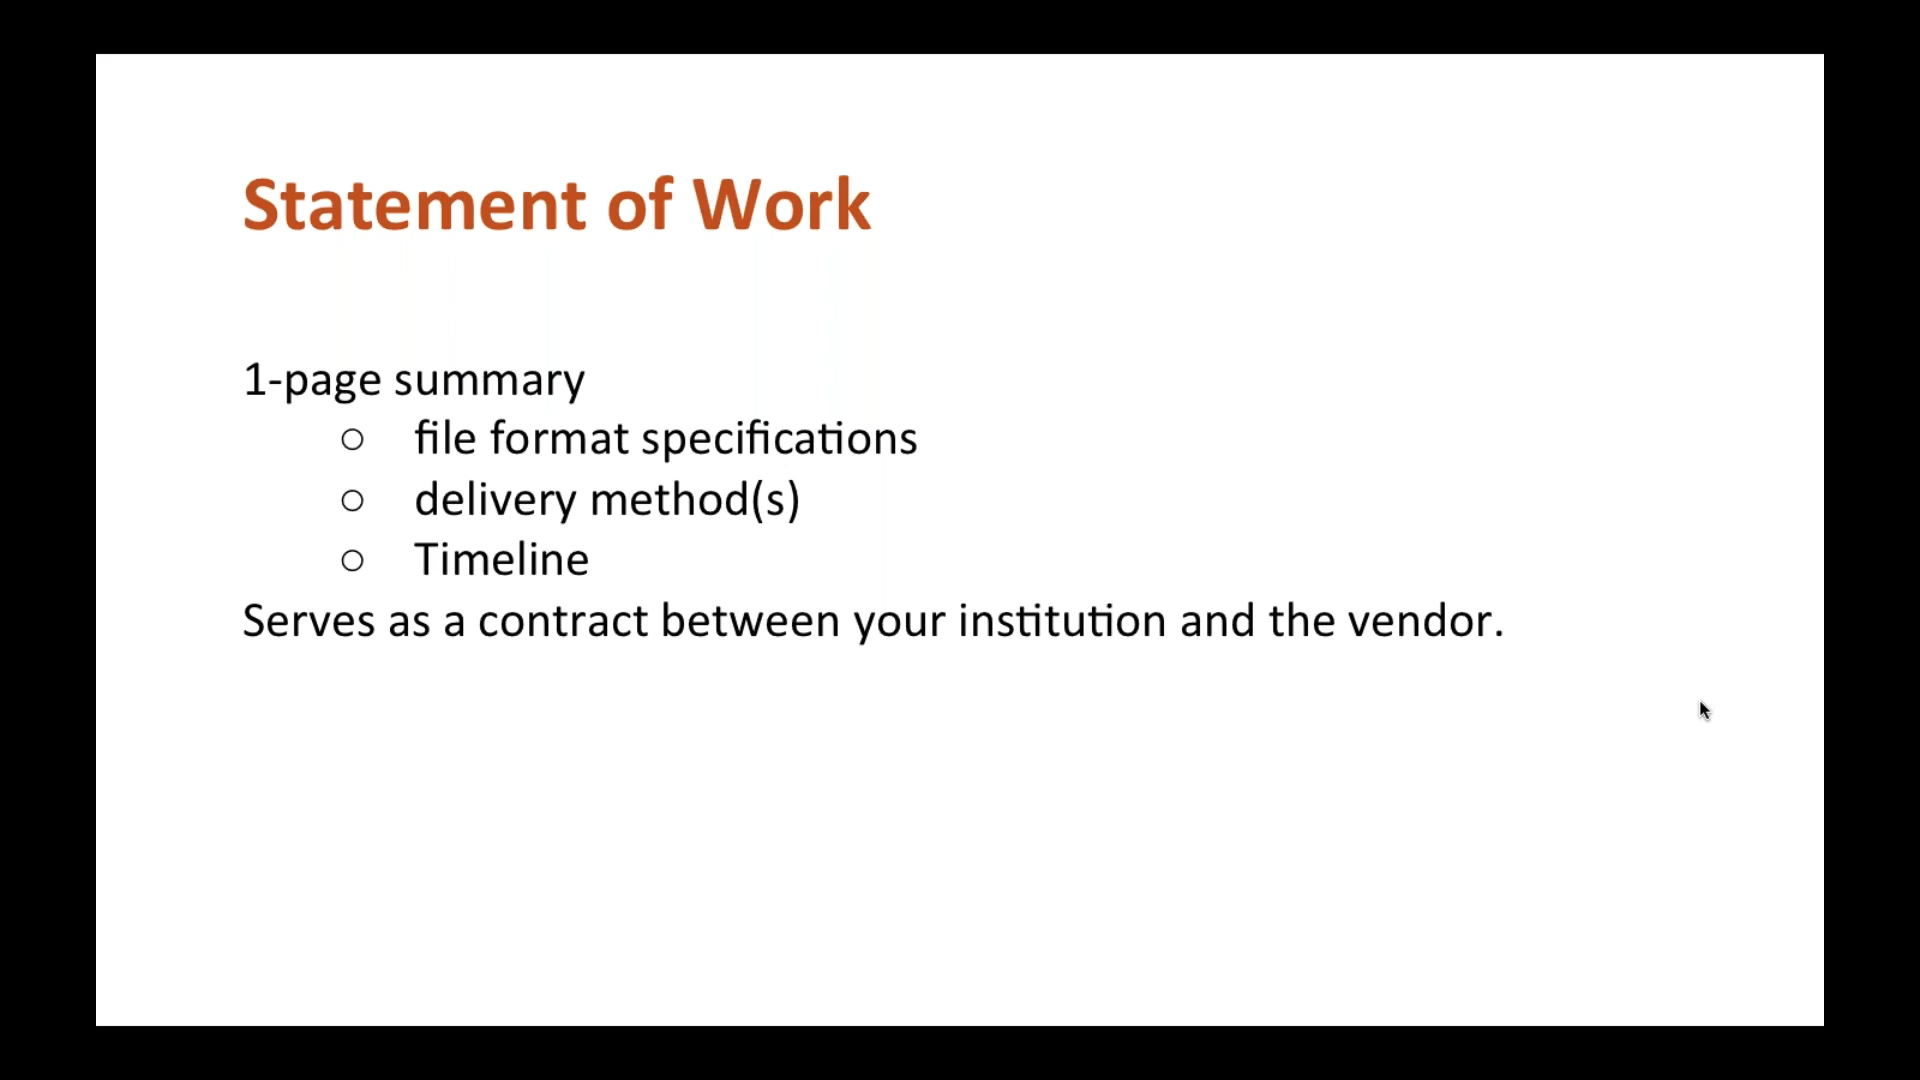 Statement of Work
1-page summary
○ file format specifications
○ delivery method(s)
○ Timeline
Serves as a contract between your institution and the vendor.